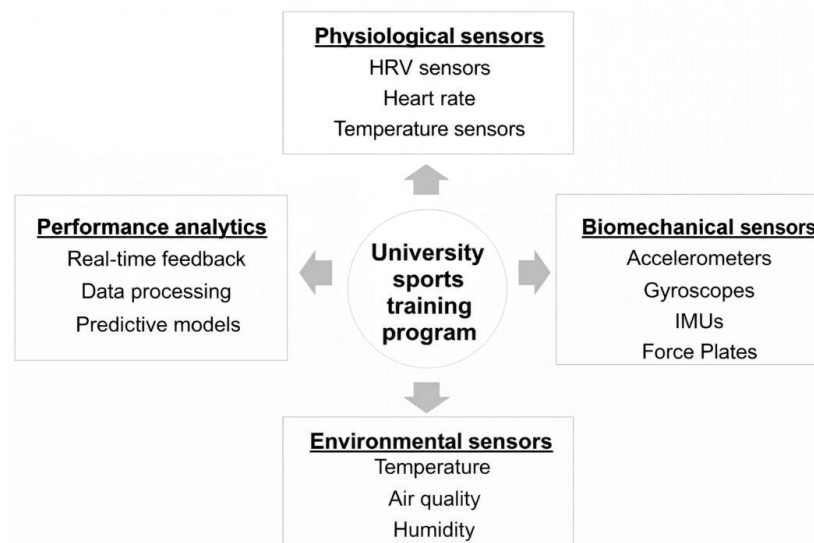 Physiological sensors
HRV sensors
Heart rate
Temperature sensors
Performance analytics
Real-time feedback
Data processing
Predictive models
University
sports
training
program
Biomechanical sensors
Accelerometers
Gyroscopes
IMUs
Force Plates
Environmental sensors
Temperature
Air quality
Humidity